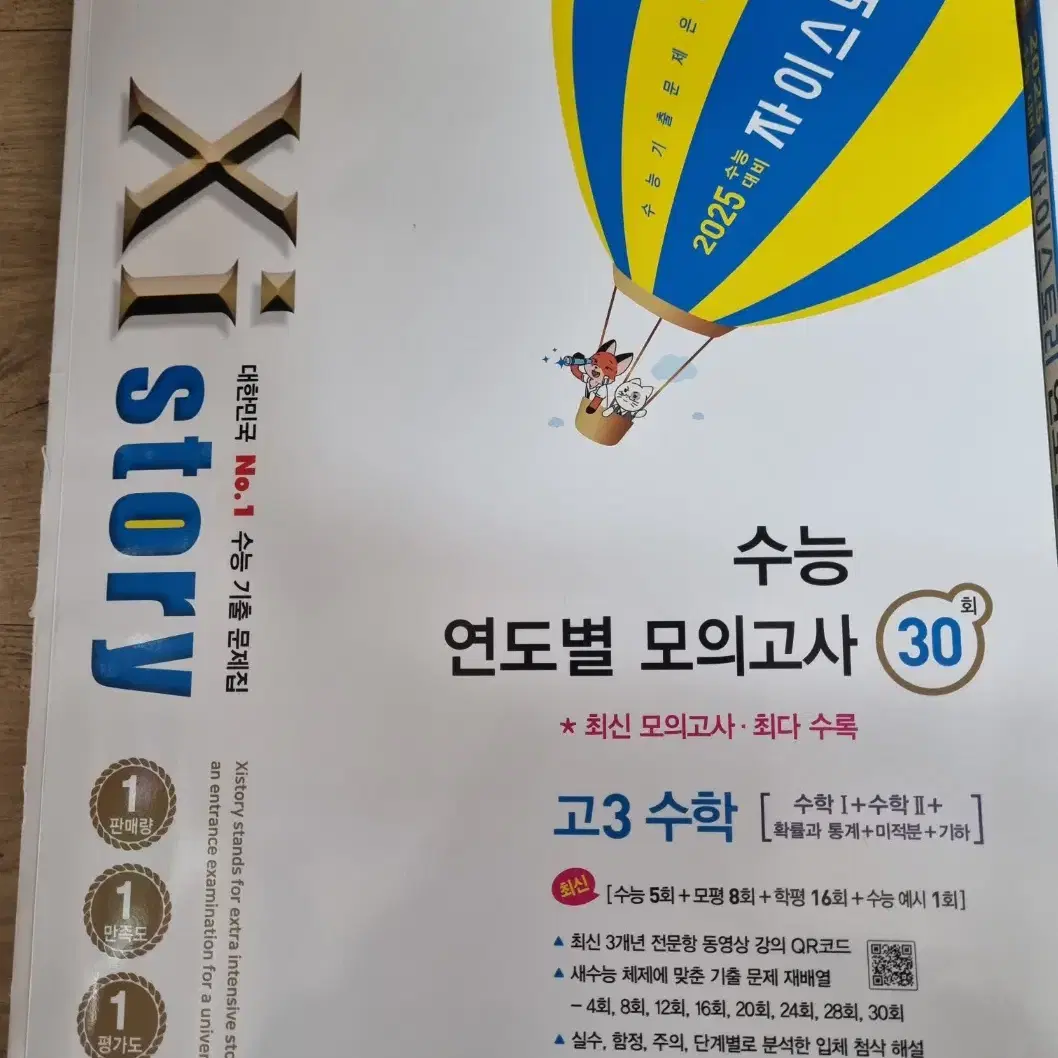 Xi
story
대한민국 No.1 수능 기출 문제집
Xistory stands for extra intensive
an entrance examination for a
1
판매량
1
만족도
1
평가도
수능기출문제은
2025 수능
대비
자이스
수능
연도별 모의고사 30회
* 최신 모의고사·최다 수록
고3 수학
[수학 I+수학 II+
확률과 통계+미적분+기하]
최신 [수능 5회+모평 8회+학평 16회+수능 예시 1회]
▲ 최신 3개년 전문항 동영상 강의 QR코드
▲ 새수능 체제에 맞춘 기출 문제 재배열
– 4회, 8회, 12회, 16회, 20회, 24회, 28회, 30회
▲ 실수, 함정, 주의, 단계별로 분석한 입체 첨삭 해설
자이스토리